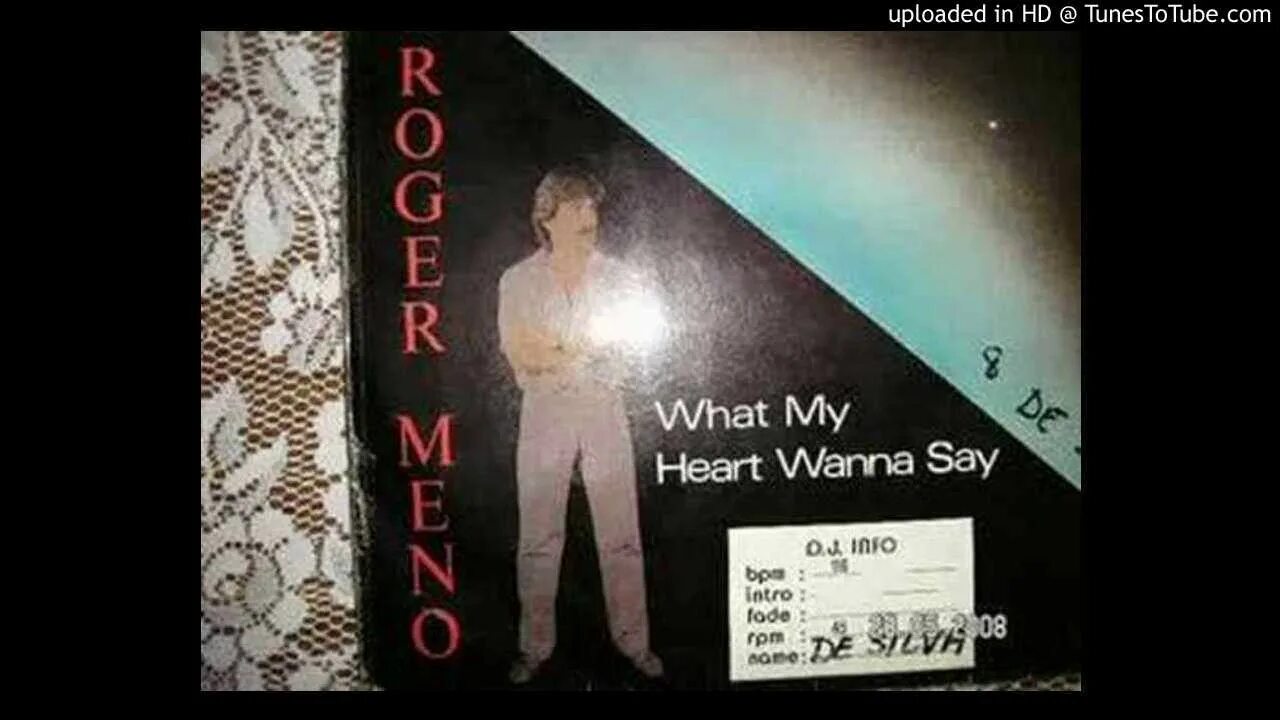 uploaded in HD @ TunesToTube.com
ROGER MENO
What My
Heart Wanna Say
8 DE
D.J. INFO
bpm :
intro :
fade :
rpm : 45
name: DE SILVA